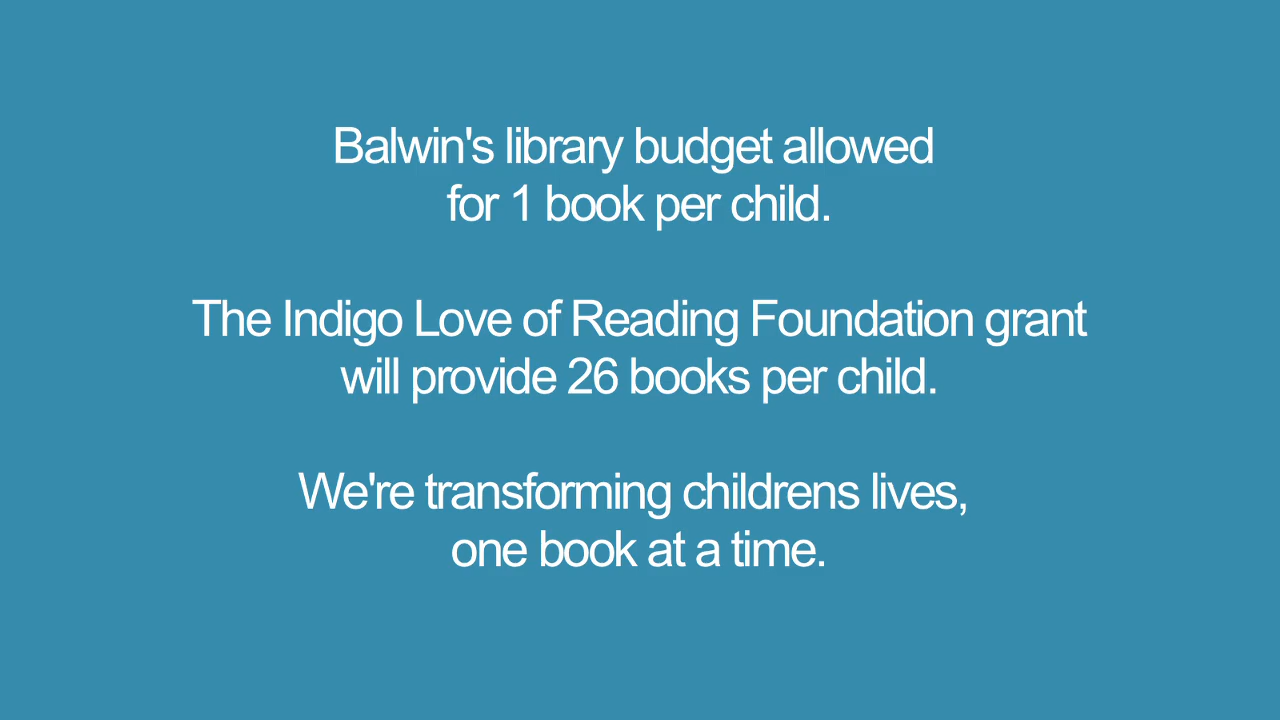 Balwin's library budget allowed
for 1 book per child.
The Indigo Love of Reading Foundation grant
will provide 26 books per child.
We're transforming childrens lives,
one book at a time.